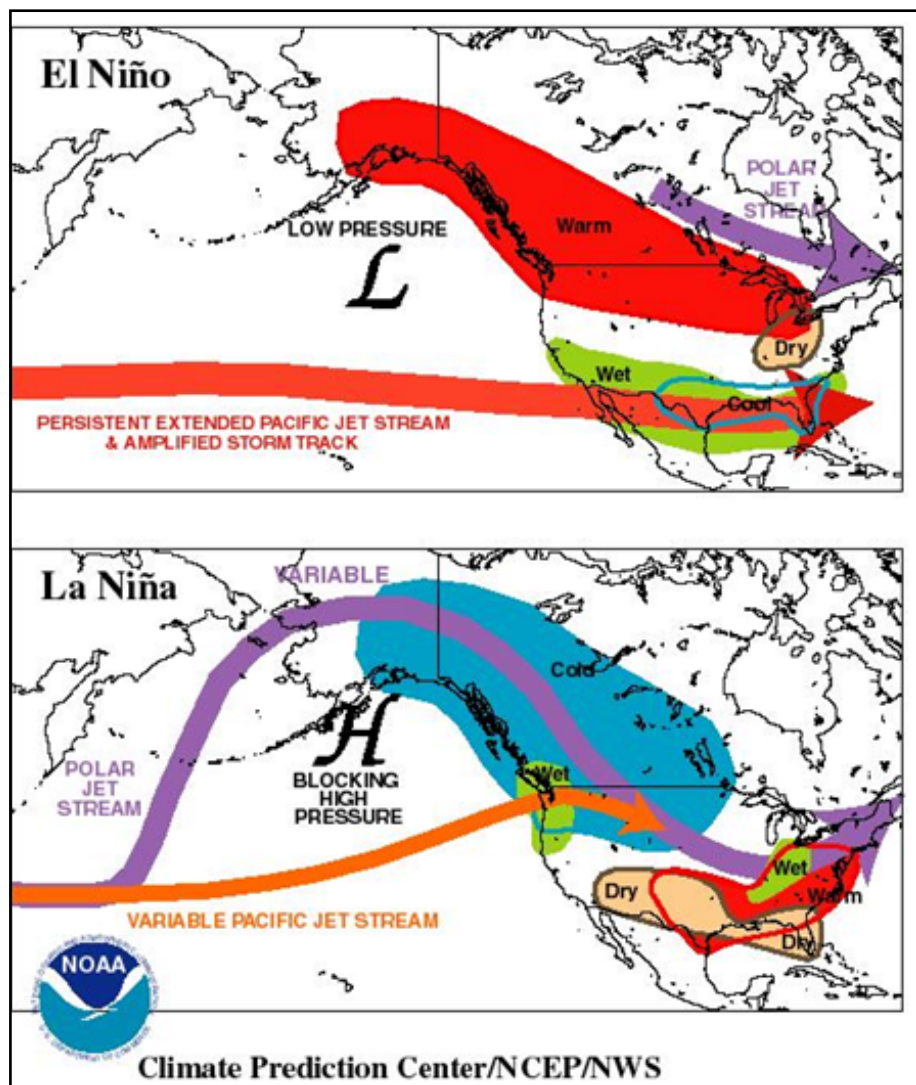 El Niño
POLAR
JET
STREAM
LOW PRESSURE
L
Warm
Dry
Wet
Cool
PERSISTENT EXTENDED PACIFIC JET STREAM
& AMPLIFIED STORM TRACK
La Niña
VARIABLE
Cold
H
POLAR
JET
STREAM
BLOCKING
HIGH
PRESSURE
Wet
Wet
Dry
Warm
Dry
VARIABLE PACIFIC JET STREAM
NOAA
Climate Prediction Center/NCEP/NWS